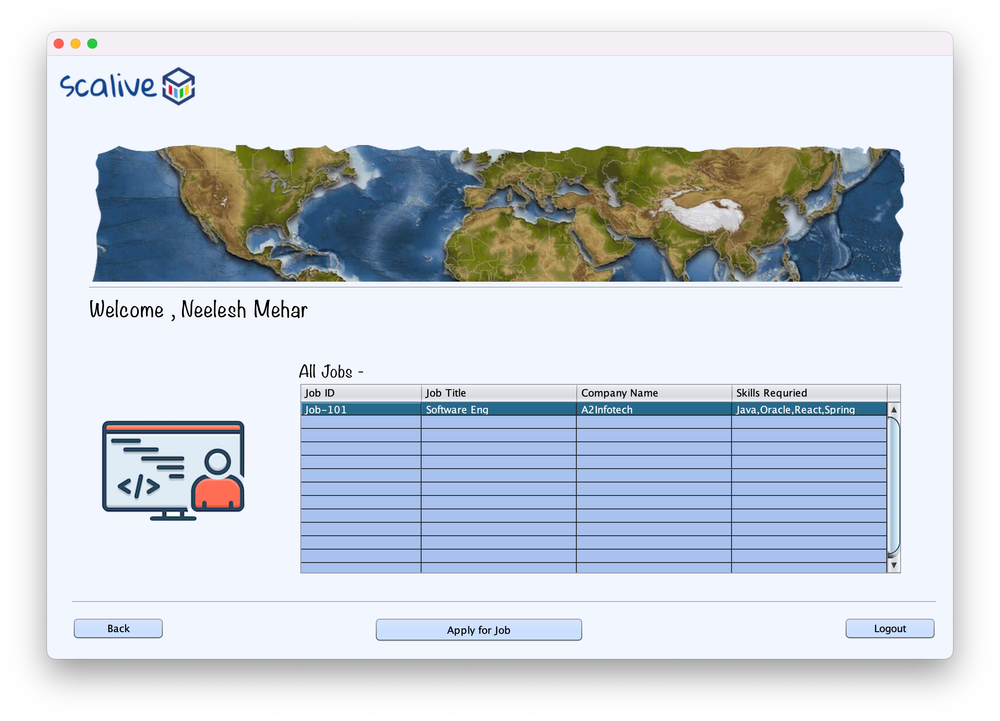 scalive
Welcome , Neelesh Mehar
All Jobs -
Job ID Job Title Company Name Skills Requried
Job-101 Software Eng A2Infotech Java,Oracle,React,Spring
</>
Back Apply for Job Logout